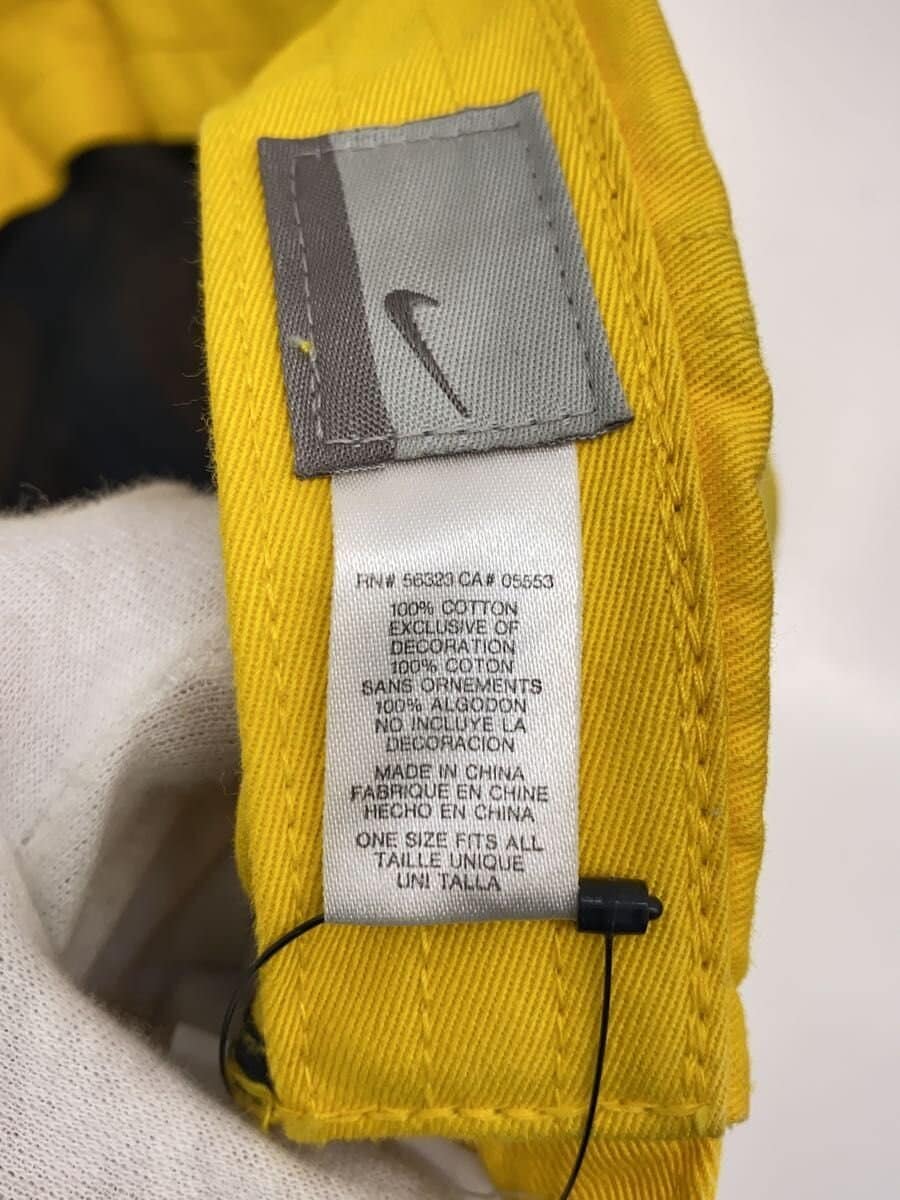 RN# 56323 CA# 05553
100% COTTON
EXCLUSIVE OF
DECORATION
100% COTON
SANS ORNEMENTS
100% ALGODON
NO INCLUYE LA
DECORACION
MADE IN CHINA
FABRIQUE EN CHINE
HECHO EN CHINA
ONE SIZE FITS ALL
TAILLE UNIQUE
UNI TALLA